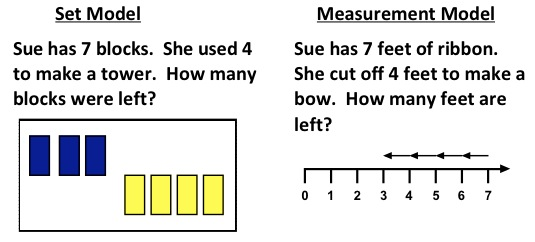 Set Model
Sue has 7 blocks. She used 4
to make a tower. How many
blocks were left?
Measurement Model
Sue has 7 feet of ribbon.
She cut off 4 feet to make a
bow. How many feet are
left?
0 1 2 3 4 5 6 7